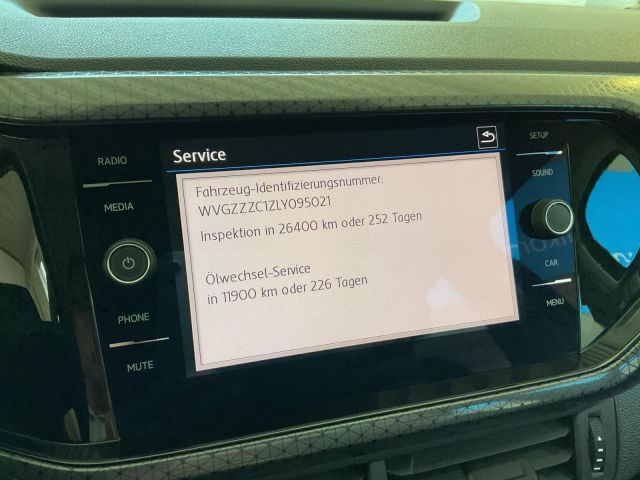 RADIO
MEDIA
PHONE
MUTE
Service
Fahrzeug-Identifizierungsnummer:
WVGZZZC1ZLY095021
Inspektion in 26400 km oder 252 Tagen
Ölwechsel-Service
in 11900 km oder 226 Tagen
SETUP
SOUND
CAR
MENU